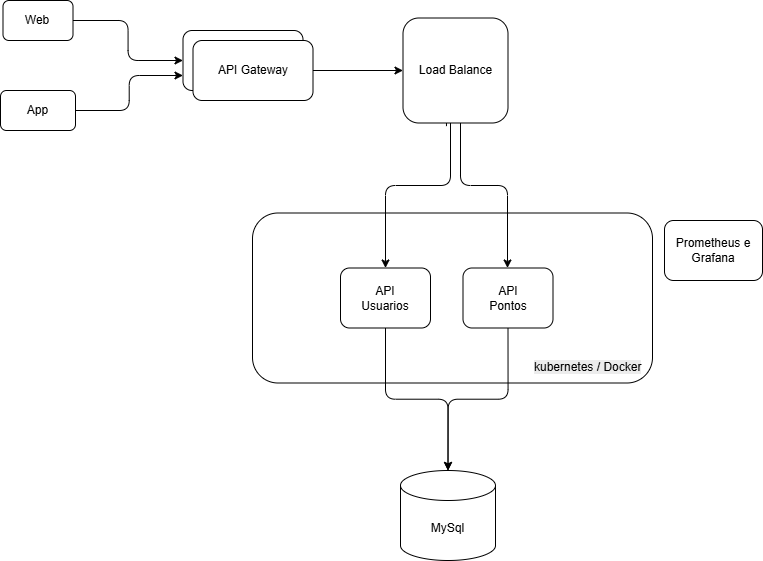 Web
App
API Gateway
Load Balance
API
Usuarios
API
Pontos
Prometheus e
Grafana
kubernetes / Docker
MySql